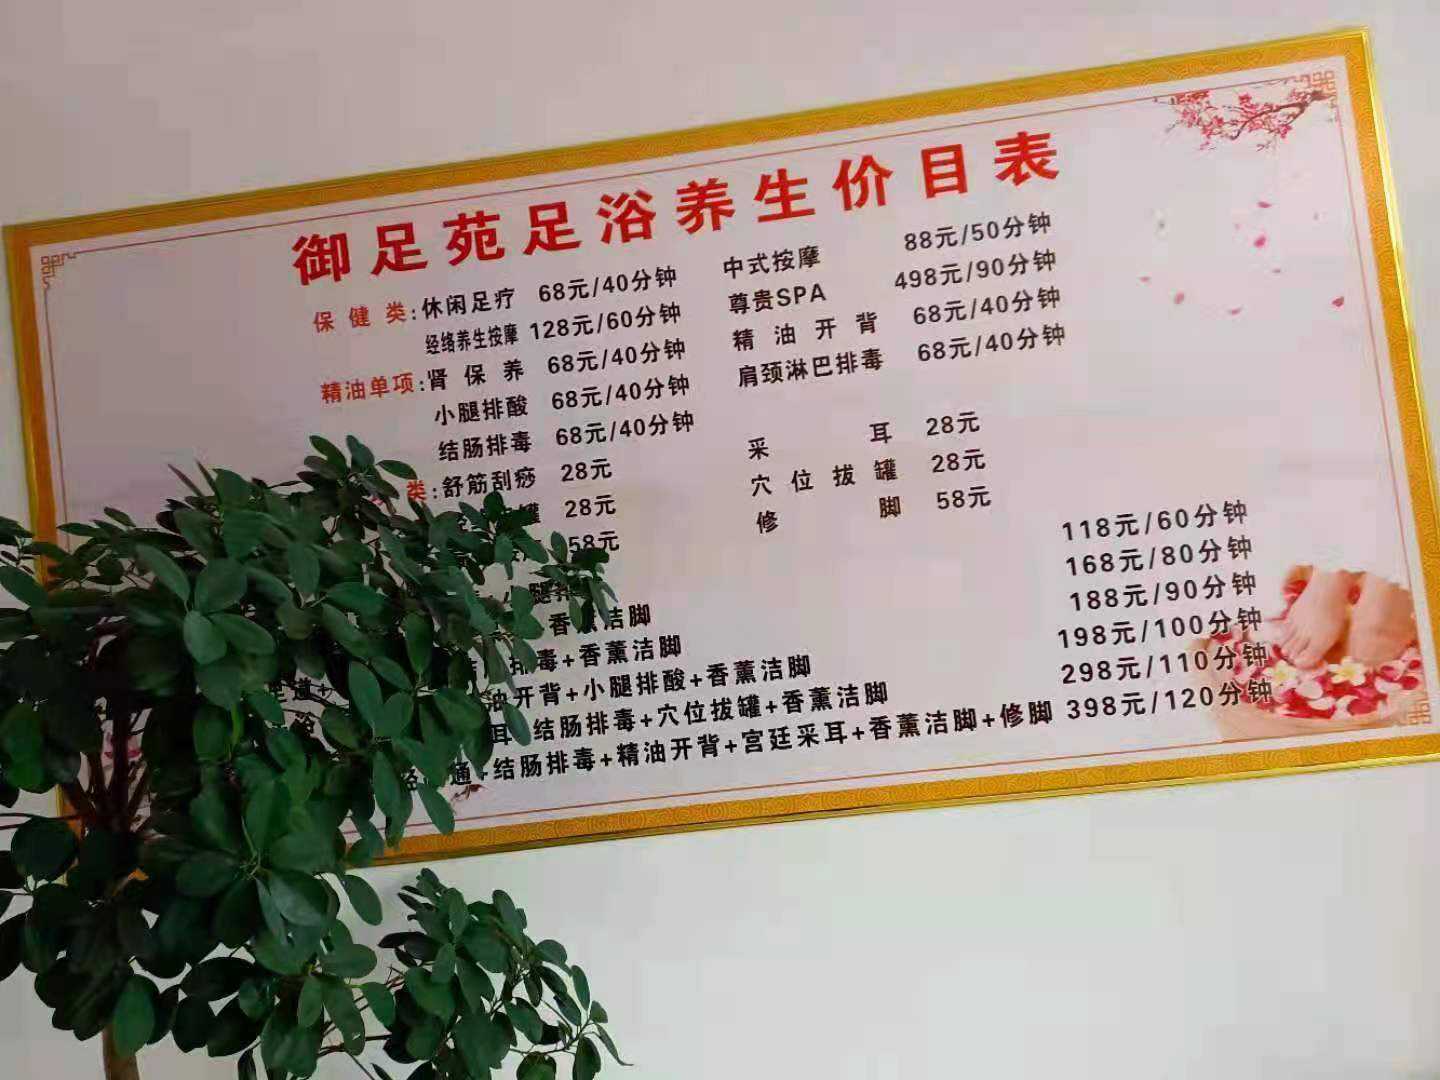 御足苑足浴养生价目表
保健类:休闲足疗 68元/40分钟 中式按摩 88元/50分钟
经络养生按摩 128元/60分钟 尊贵SPA 498元/90分钟
精油单项:肾保养 68元/40分钟 精油开背 68元/40分钟
小腿排酸 68元/40分钟 肩颈淋巴排毒 68元/40分钟
结肠排毒 68元/40分钟
类:舒筋刮痧 28元 采耳 28元
罐 28元 穴位拔罐 28元
58元 修脚 58元
小腿 118元/60分钟
香薰洁脚 168元/80分钟
排毒+香薰洁脚 188元/90分钟
油开背+小腿排酸+香薰洁脚 198元/100分钟
浴 耳 结肠排毒+穴位拔罐+香薰洁脚 298元/110分钟
通+结肠排毒+精油开背+宫廷采耳+香薰洁脚+修脚 398元/120分钟